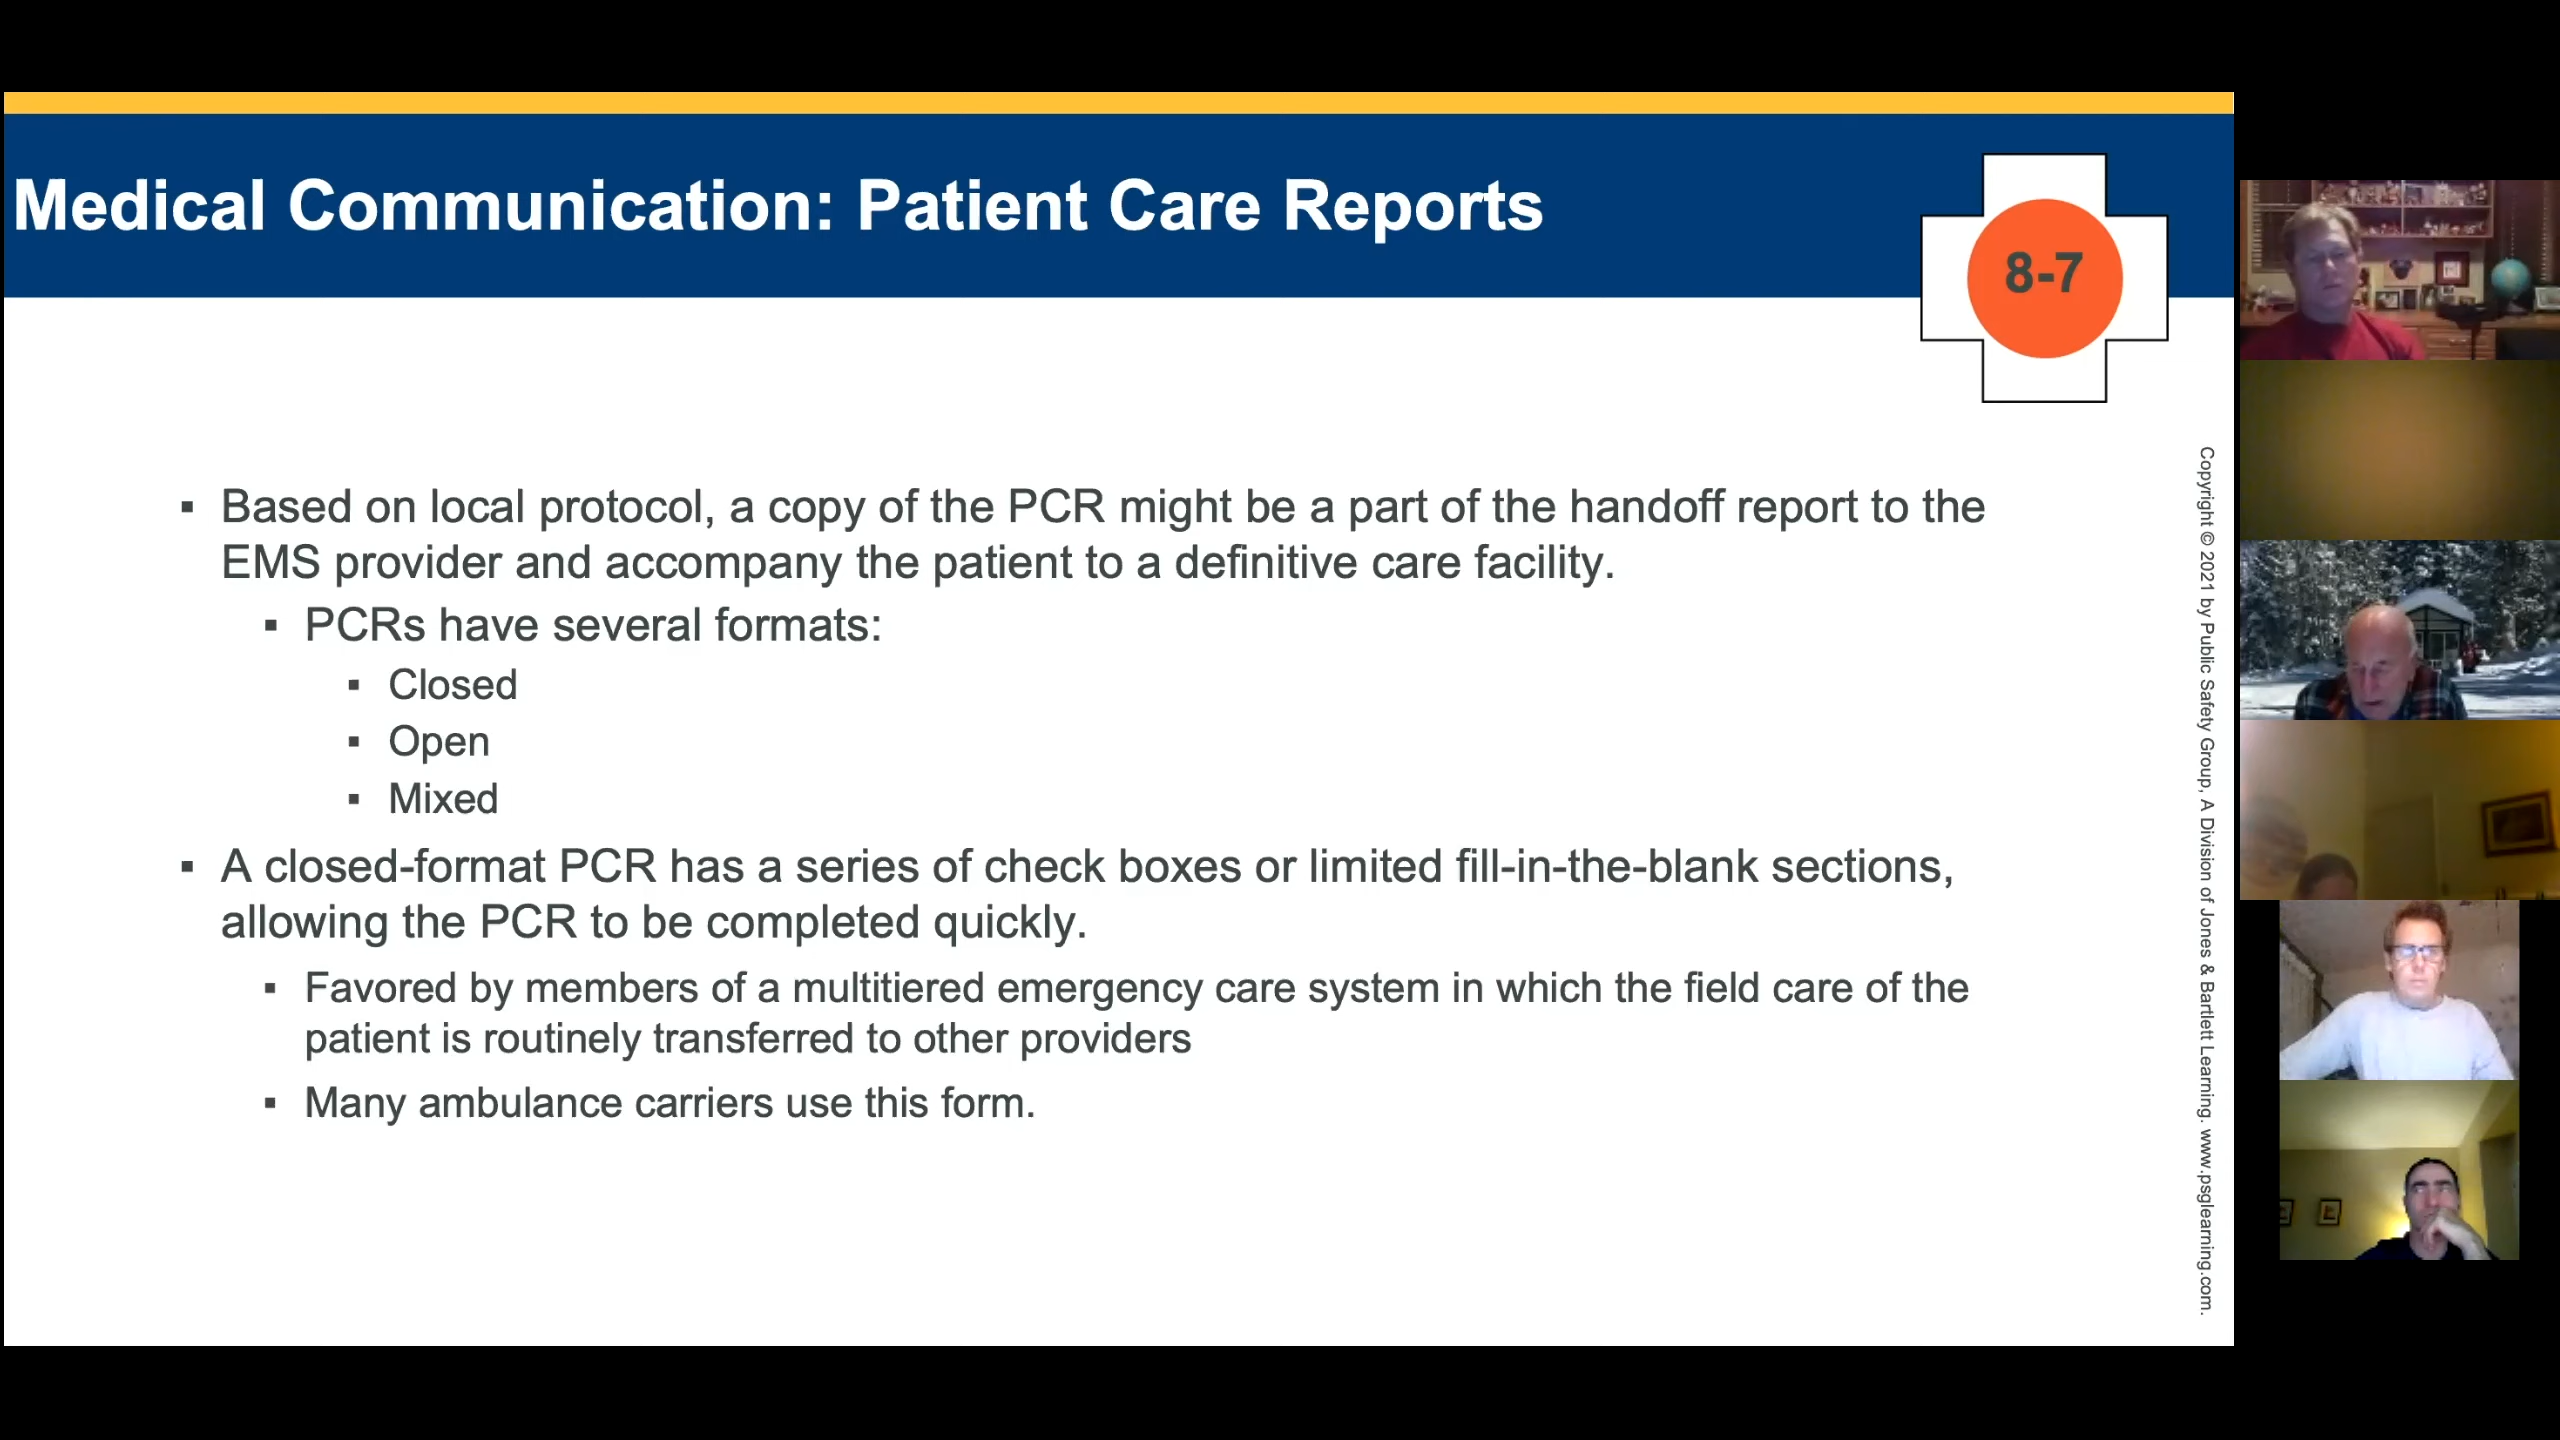 Medical Communication: Patient Care Reports
8-7
▪ Based on local protocol, a copy of the PCR might be a part of the handoff report to the
EMS provider and accompany the patient to a definitive care facility.
▪ PCRs have several formats:
▪ Closed
▪ Open
▪ Mixed
▪ A closed-format PCR has a series of check boxes or limited fill-in-the-blank sections,
allowing the PCR to be completed quickly.
▪ Favored by members of a multitiered emergency care system in which the field care of the
patient is routinely transferred to other providers
▪ Many ambulance carriers use this form.
Copyright © 2021 by Public Safety Group, A Division of Jones & Bartlett Learning. www.psglearning.com.